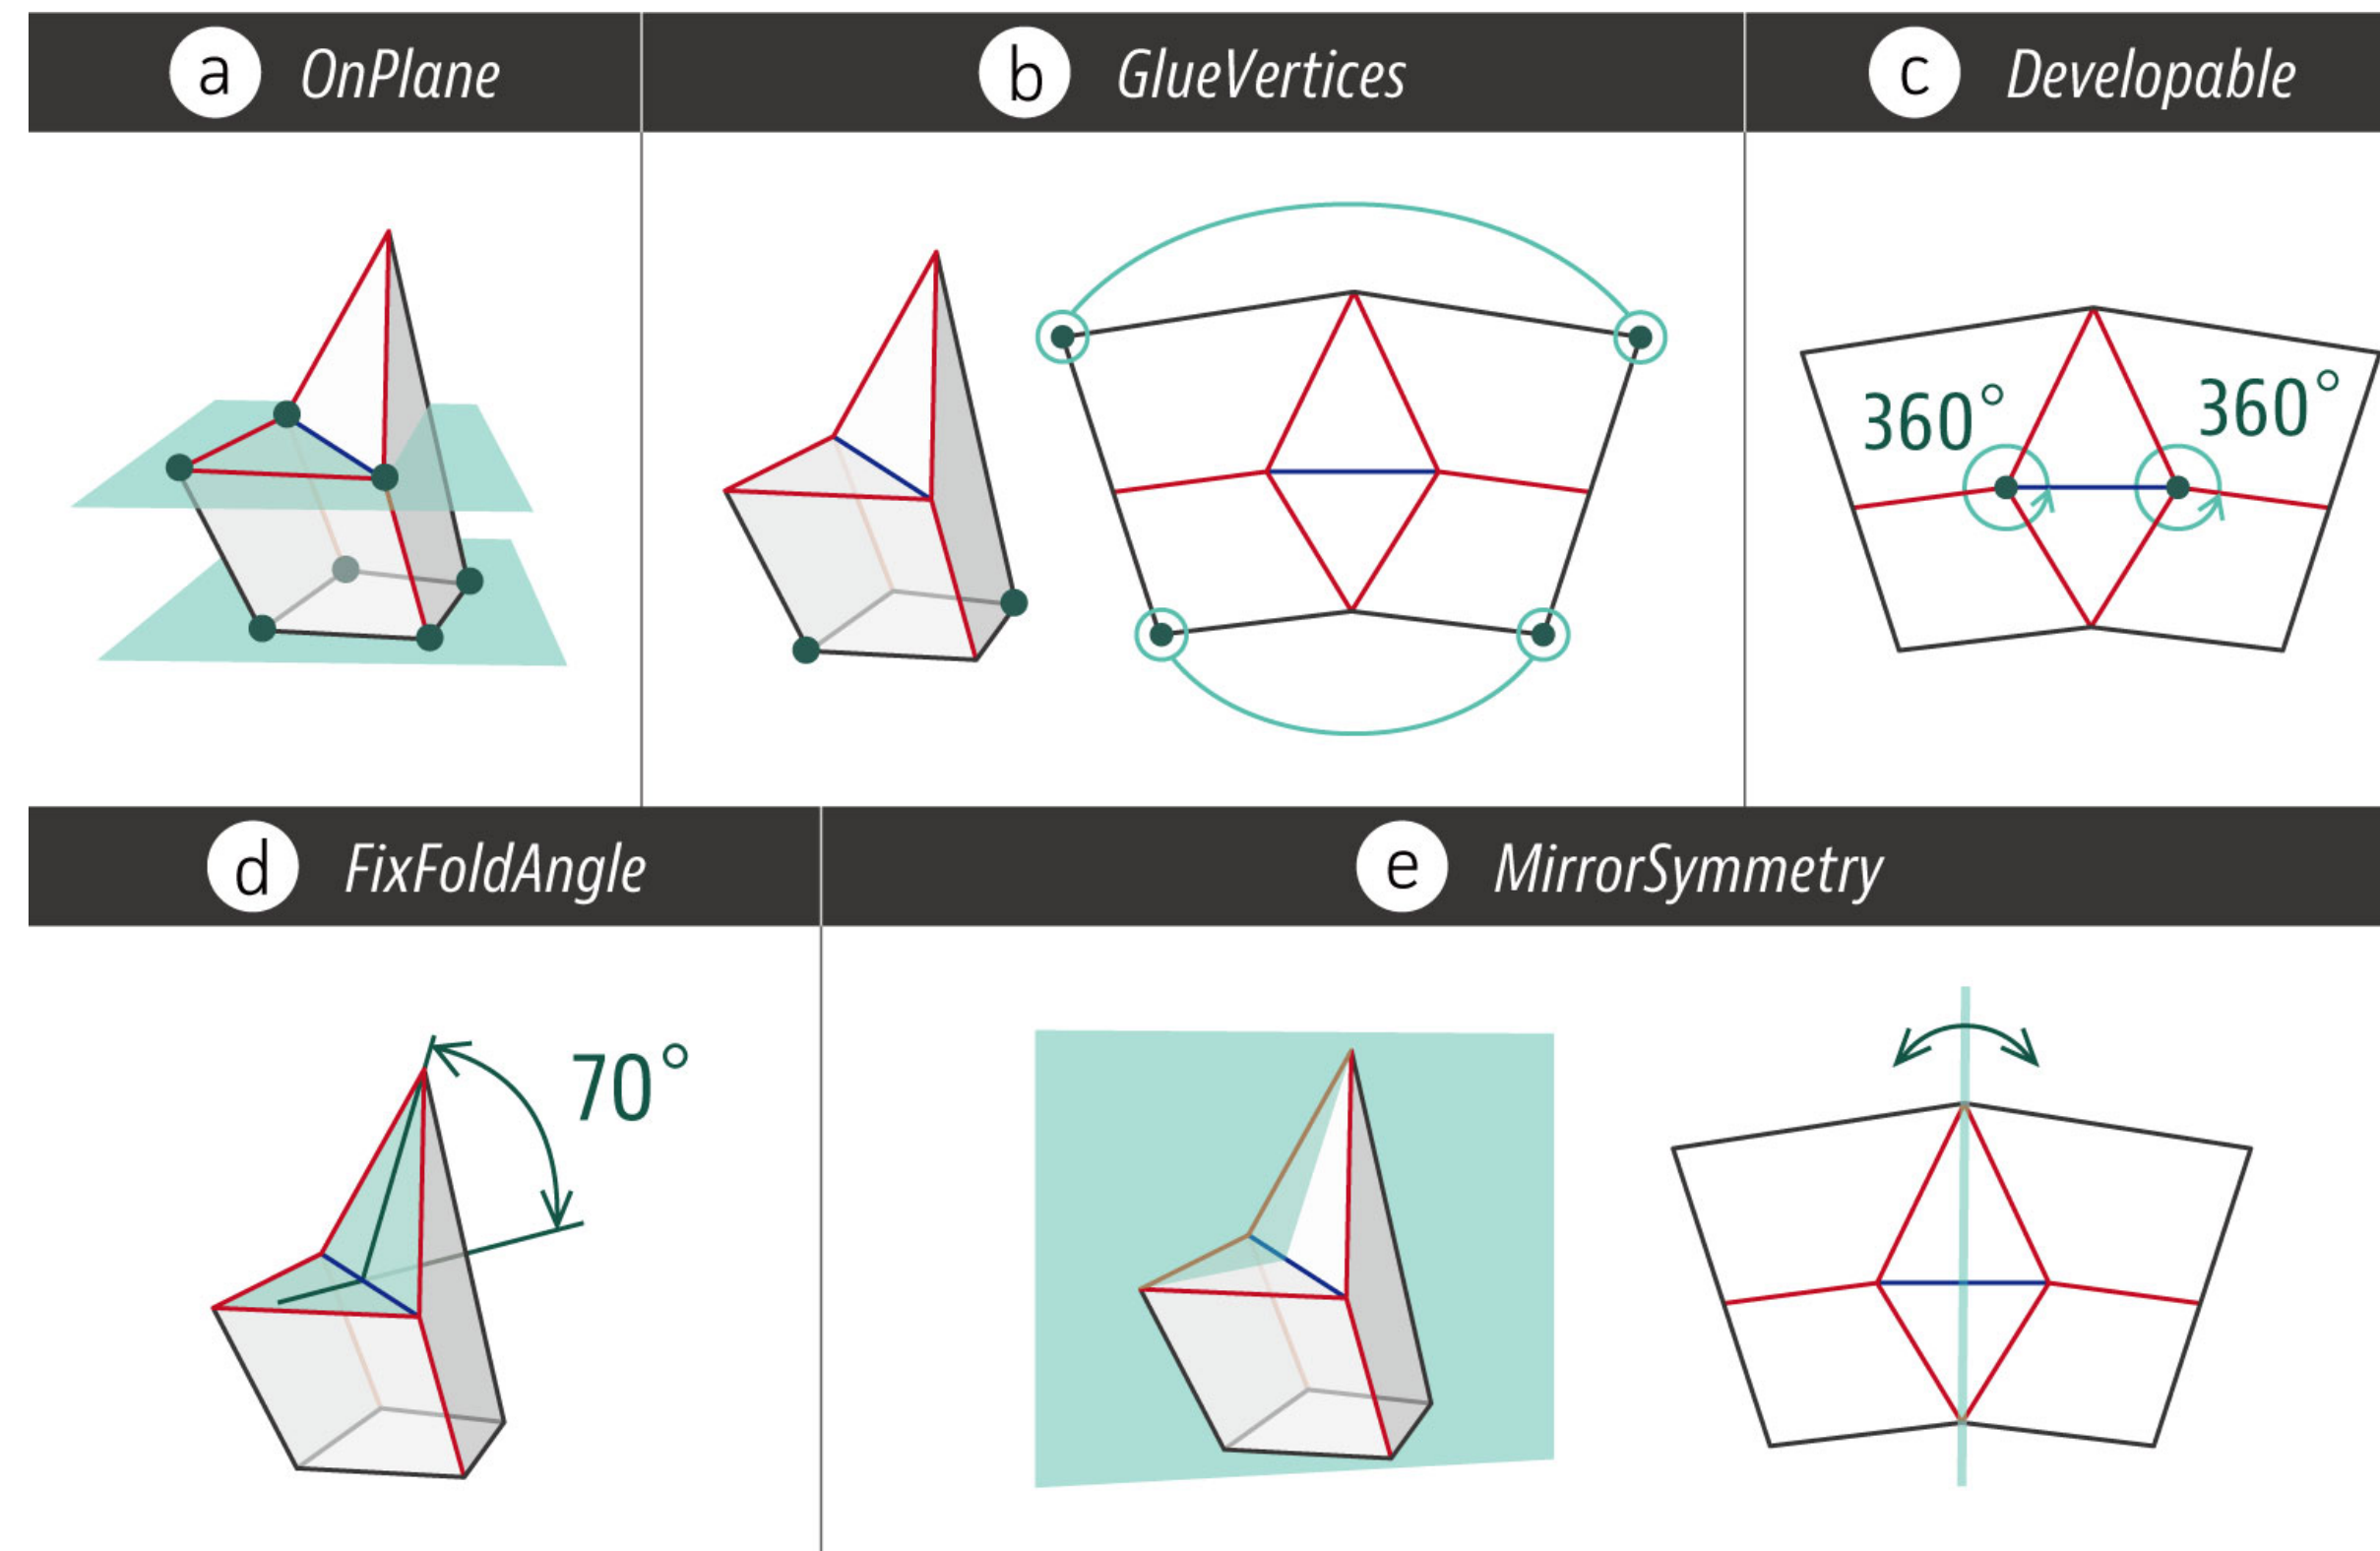 a OnPlane
b GlueVertices
c Developable
360°
360°
d FixFoldAngle
e MirrorSymmetry
70°